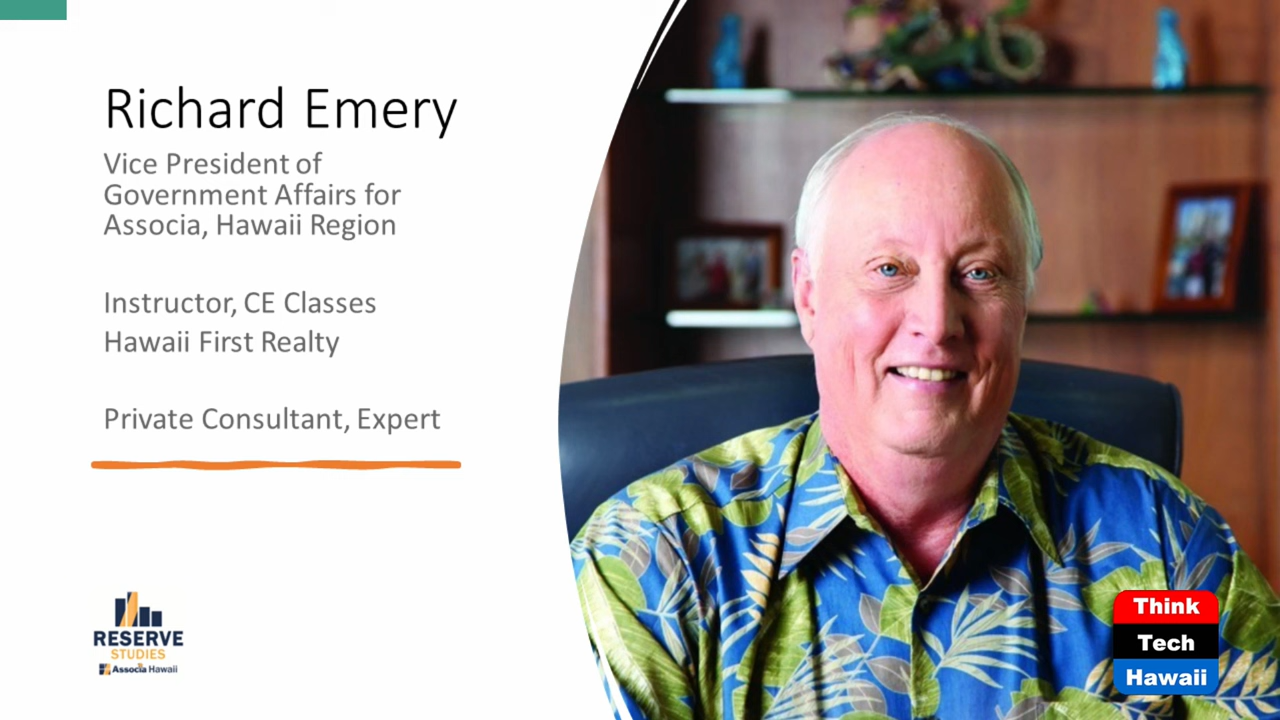 Richard Emery
Vice President of
Government Affairs for
Associa, Hawaii Region
Instructor, CE Classes
Hawaii First Realty
Private Consultant, Expert
RESERVE
STUDIES
Associa Hawaii
Think
Tech
Hawaii